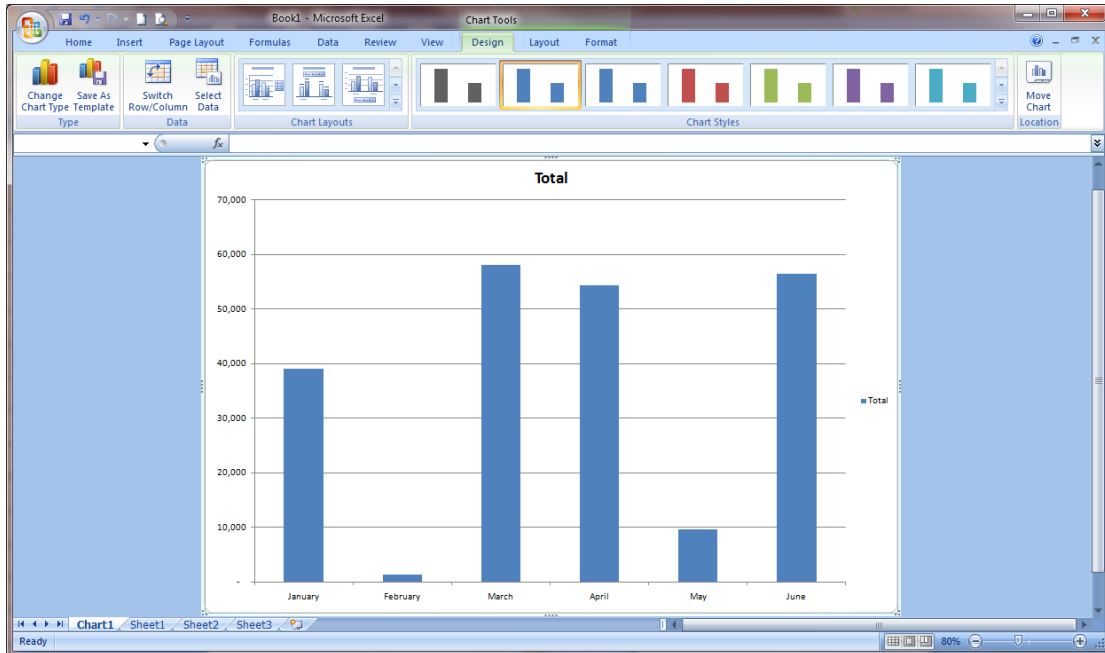 Book1 - Microsoft Excel
Chart Tools
Home Insert Page Layout Formulas Data Review View Design Layout Format
Change Chart Type
Save As Template
Switch Row/Column
Select Data
Move Chart
Type
Data
Chart Layouts
Chart Styles
Location
fx
Total
70,000
60,000
50,000
40,000
30,000
20,000
10,000
-
Total
January February March April May June
Chart1 Sheet1 Sheet2 Sheet3
Ready
80%